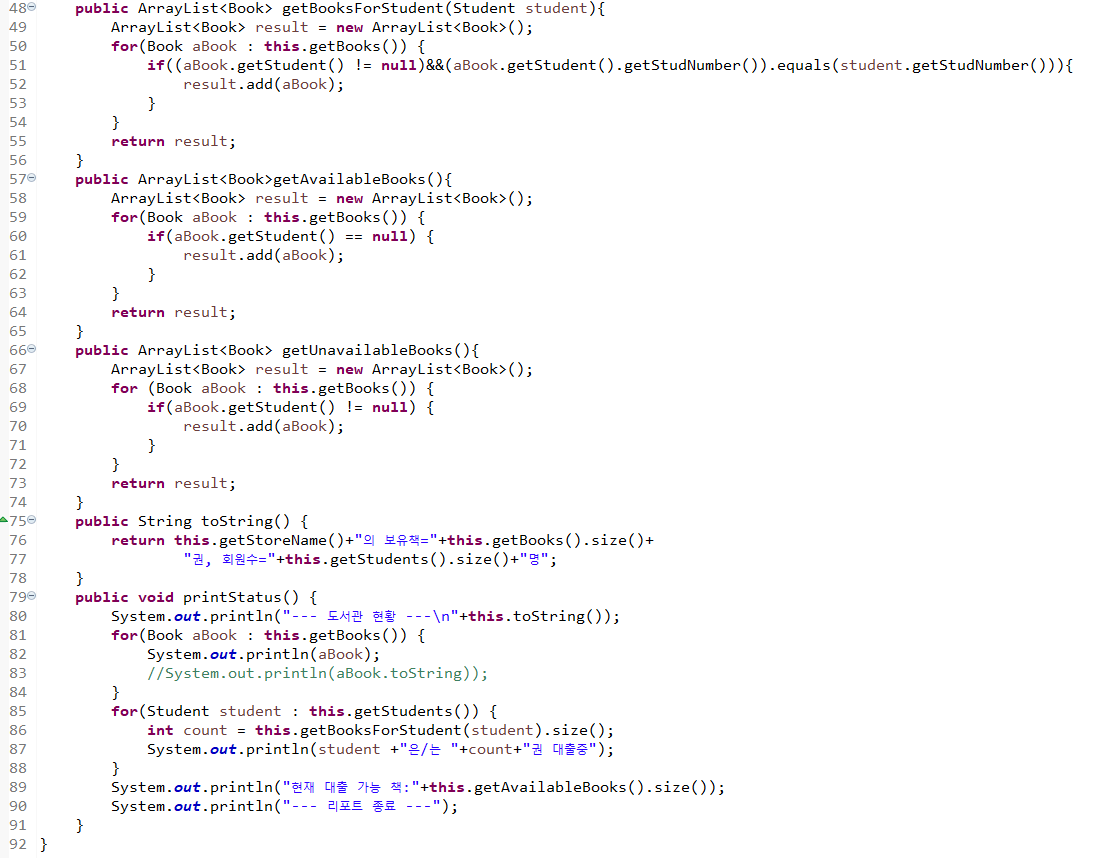 48 public ArrayList<Book> getBooksForStudent(Student student){
49 ArrayList<Book> result = new ArrayList<Book>();
50 for(Book aBook : this.getBooks()) {
51 if((aBook.getStudent() != null)&&(aBook.getStudent().getStudNumber()).equals(student.getStudNumber())){
52 result.add(aBook);
53 }
54 }
55 return result;
56 }
57 public ArrayList<Book>getAvailableBooks(){
58 ArrayList<Book> result = new ArrayList<Book>();
59 for(Book aBook : this.getBooks()) {
60 if(aBook.getStudent() == null) {
61 result.add(aBook);
62 }
63 }
64 return result;
65 }
66 public ArrayList<Book> getUnavailableBooks(){
67 ArrayList<Book> result = new ArrayList<Book>();
68 for (Book aBook : this.getBooks()) {
69 if(aBook.getStudent() != null) {
70 result.add(aBook);
71 }
72 }
73 return result;
74 }
75 public String toString() {
76 return this.getStoreName()+"의 보유책="+this.getBooks().size()+
77 "권, 회원수="+this.getStudents().size()+"명";
78 }
79 public void printStatus() {
80 System.out.println("--- 도서관 현황 ---\n"+this.toString());
81 for(Book aBook : this.getBooks()) {
82 System.out.println(aBook);
83 //System.out.println(aBook.toString));
84 }
85 for(Student student : this.getStudents()) {
86 int count = this.getBooksForStudent(student).size();
87 System.out.println(student +"은/는 "+count+"권 대출중");
88 }
89 System.out.println("현재 대출 가능 책:"+this.getAvailableBooks().size());
90 System.out.println("--- 리포트 종료 ---");
91 }
92 }